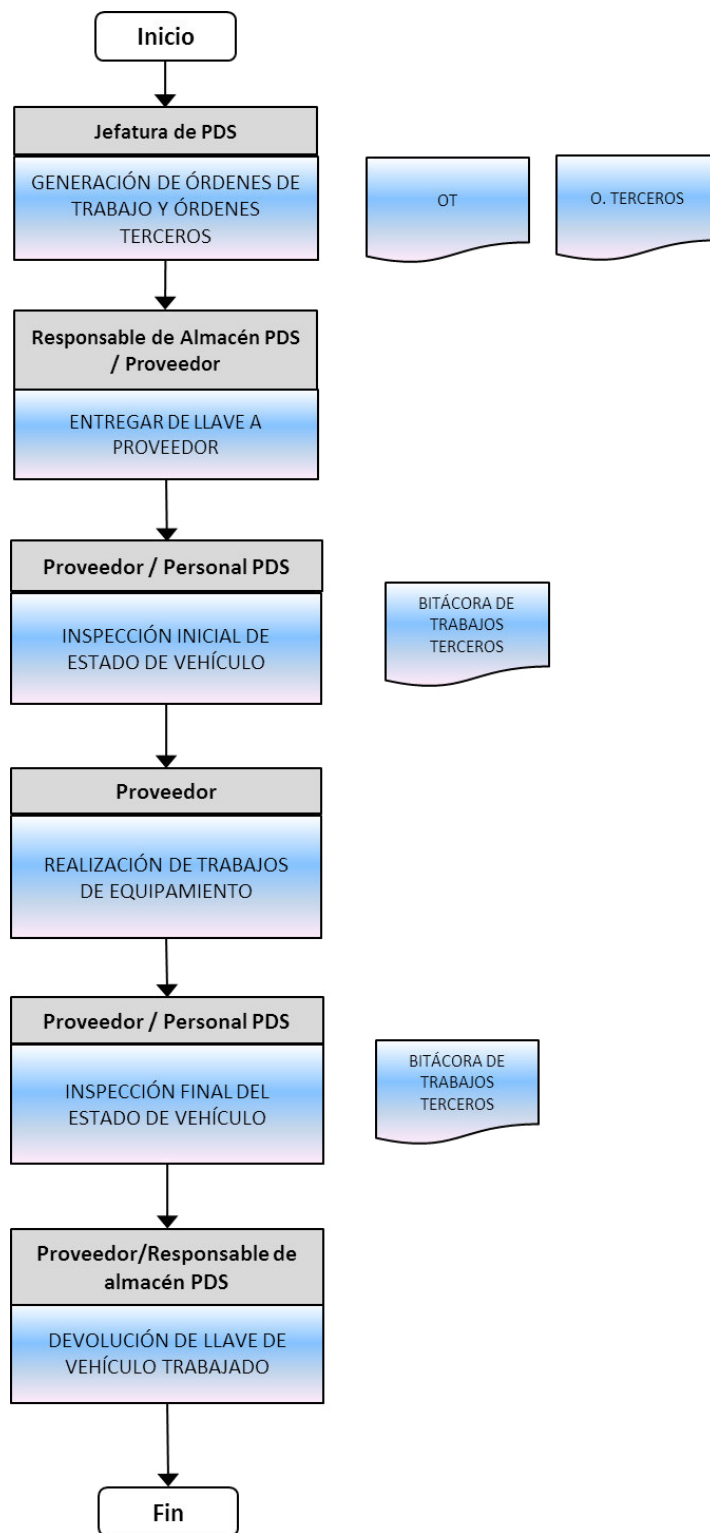 Inicio
Jefatura de PDS
GENERACIÓN DE ÓRDENES DE
TRABAJO Y ÓRDENES
TERCEROS
OT
O. TERCEROS
Responsable de Almacén PDS
/ Proveedor
ENTREGAR DE LLAVE A
PROVEEDOR
Proveedor / Personal PDS
INSPECCIÓN INICIAL DE
ESTADO DE VEHÍCULO
BITÁCORA DE
TRABAJOS
TERCEROS
Proveedor
REALIZACIÓN DE TRABAJOS
DE EQUIPAMIENTO
Proveedor / Personal PDS
INSPECCIÓN FINAL DEL
ESTADO DE VEHÍCULO
BITÁCORA DE
TRABAJOS
TERCEROS
Proveedor/Responsable de
almacén PDS
DEVOLUCIÓN DE LLAVE DE
VEHÍCULO TRABAJADO
Fin